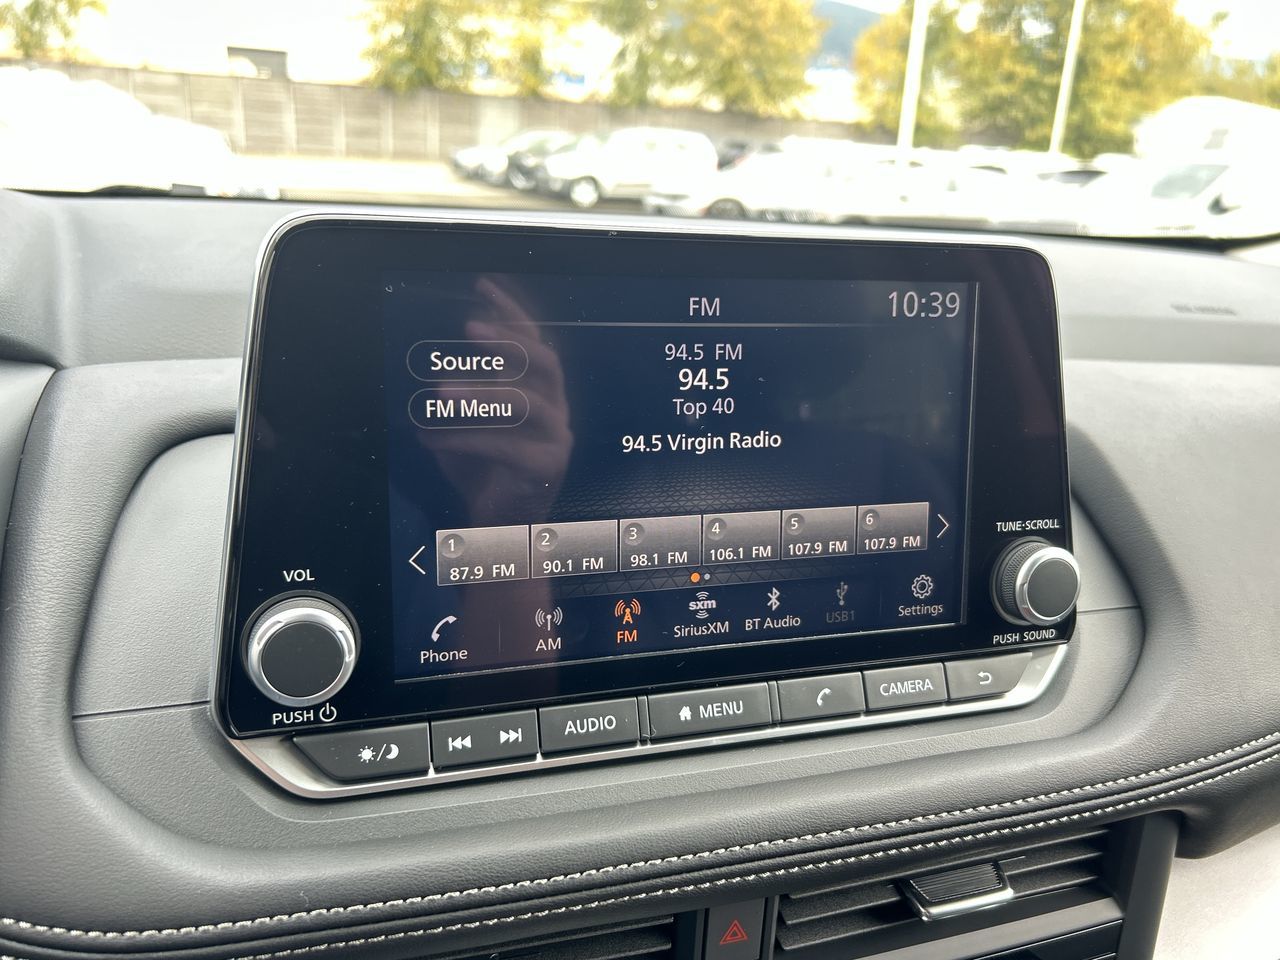 FM
10:39
Source
94.5 FM
94.5
FM Menu
Top 40
94.5 Virgin Radio
1
87.9 FM
2
90.1 FM
3
98.1 FM
4
106.1 FM
5
107.9 FM
6
107.9 FM
Phone
AM
FM
sxm
SiriusXM
BT Audio
USB1
Settings
VOL
PUSH
TUNE·SCROLL
PUSH SOUND
AUDIO
MENU
CAMERA